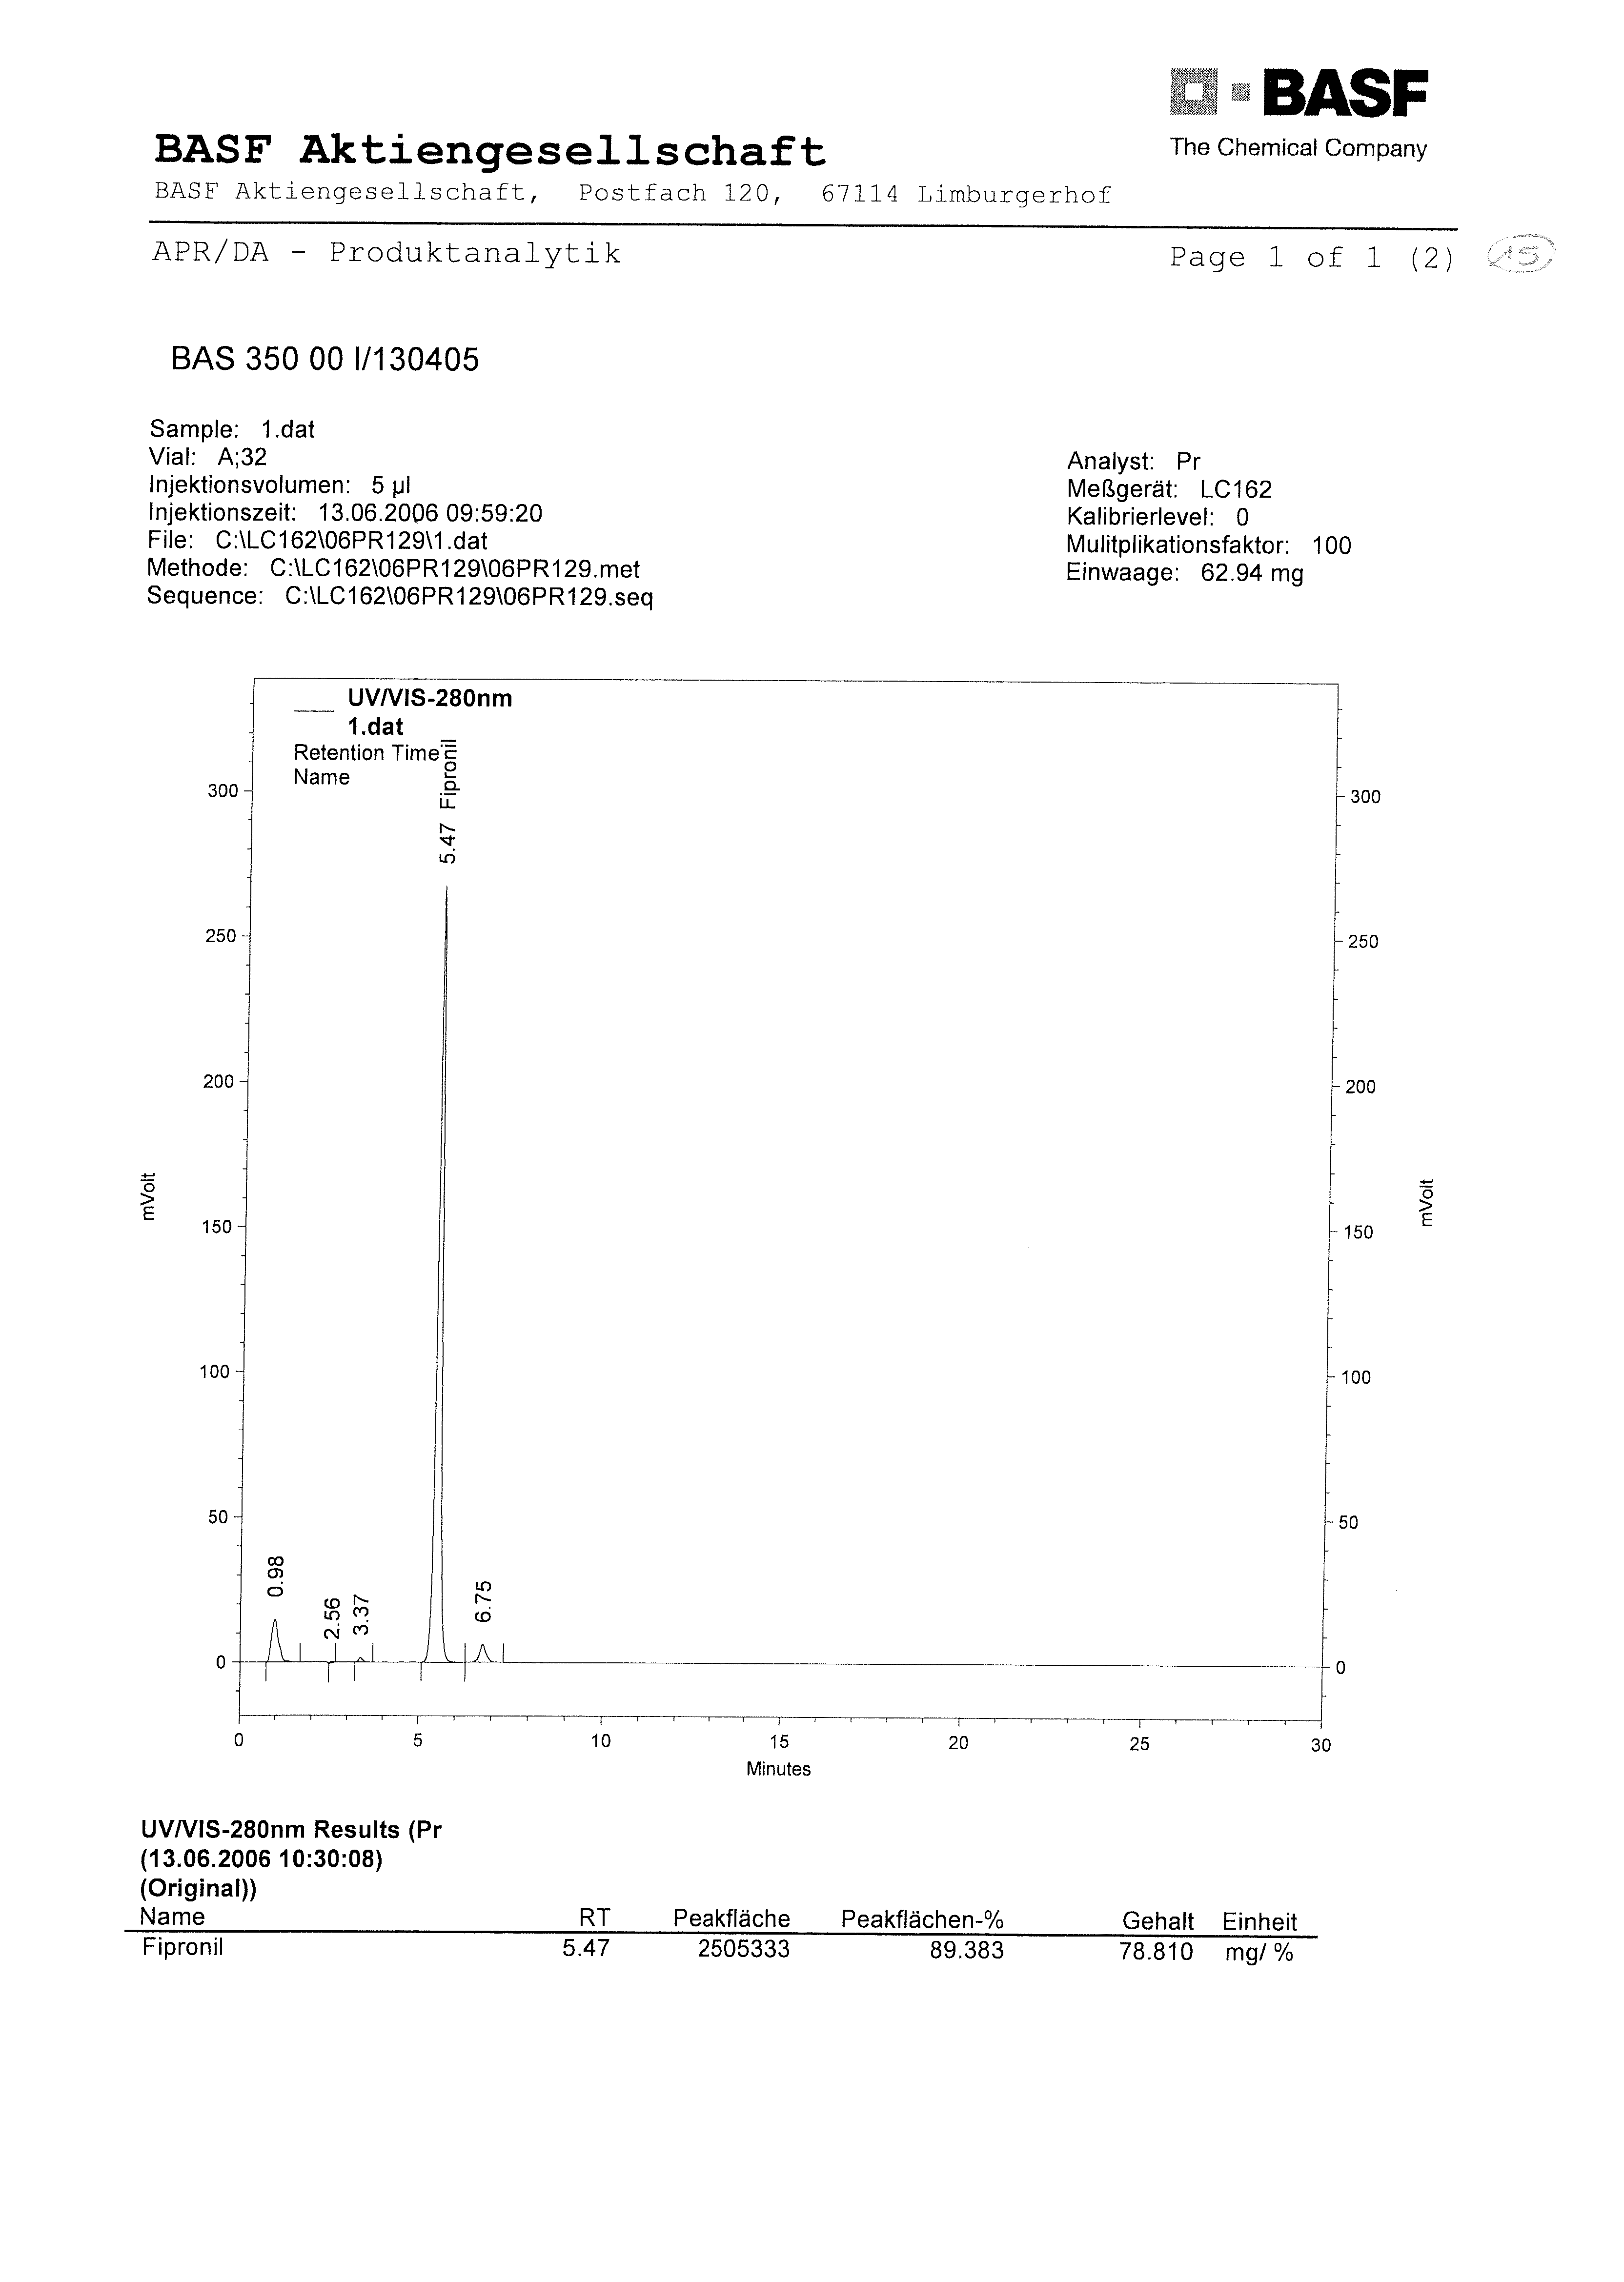 BASF
The Chemical Company
BASF Aktiengesellschaft
BASF Aktiengesellschaft, Postfach 120, 67114 Limburgerhof
APR/DA - Produktanalytik Page 1 of 1 (2) 15
BAS 350 00 I/130405
Sample: 1.dat
Vial: A;32
Injektionsvolumen: 5 µl
Injektionszeit: 13.06.2006 09:59:20
File: C:\LC162\06PR129\1.dat
Methode: C:\LC162\06PR129\06PR129.met
Sequence: C:\LC162\06PR129\06PR129.seq
Analyst: Pr
Meßgerät: LC162
Kalibrierlevel: 0
Mulitplikationsfaktor: 100
Einwaage: 62.94 mg
UV/VIS-280nm
1.dat
Retention Time
Name
5.47 Fipronil
300 300
250 250
200 200
mVolt mVolt
150 150
100 100
50 50
0.98
2.56
3.37
6.75
0 0
0 5 10 15 20 25 30
Minutes
UV/VIS-280nm Results (Pr
(13.06.2006 10:30:08)
(Original))
Name RT Peakfläche Peakflächen-% Gehalt Einheit
Fipronil 5.47 2505333 89.383 78.810 mg/ %